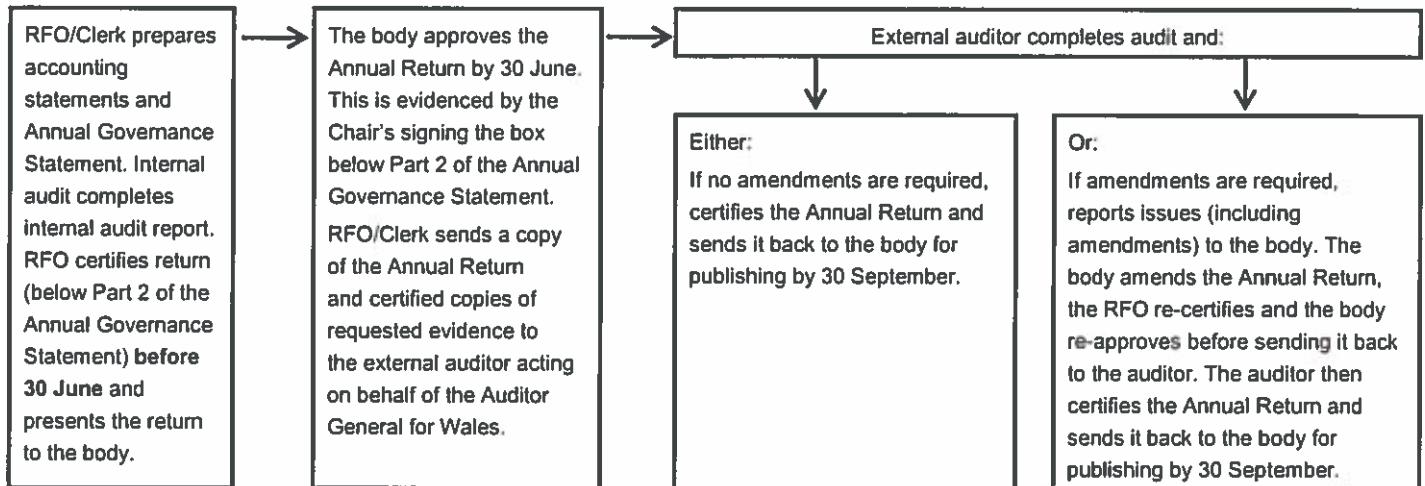 RFO/Clerk prepares
accounting
statements and
Annual Governance
Statement. Internal
audit completes
internal audit report.
RFO certifies return
(below Part 2 of the
Annual Governance
Statement) before
30 June and
presents the return
to the body.
The body approves the
Annual Return by 30 June.
This is evidenced by the
Chair's signing the box
below Part 2 of the Annual
Governance Statement.
RFO/Clerk sends a copy
of the Annual Return
and certified copies of
requested evidence to
the external auditor acting
on behalf of the Auditor
General for Wales.
External auditor completes audit and:
Either:
If no amendments are required,
certifies the Annual Return and
sends it back to the body for
publishing by 30 September.
Or:
If amendments are required,
reports issues (including
amendments) to the body. The
body amends the Annual Return,
the RFO re-certifies and the body
re-approves before sending it back
to the auditor. The auditor then
certifies the Annual Return and
sends it back to the body for
publishing by 30 September.